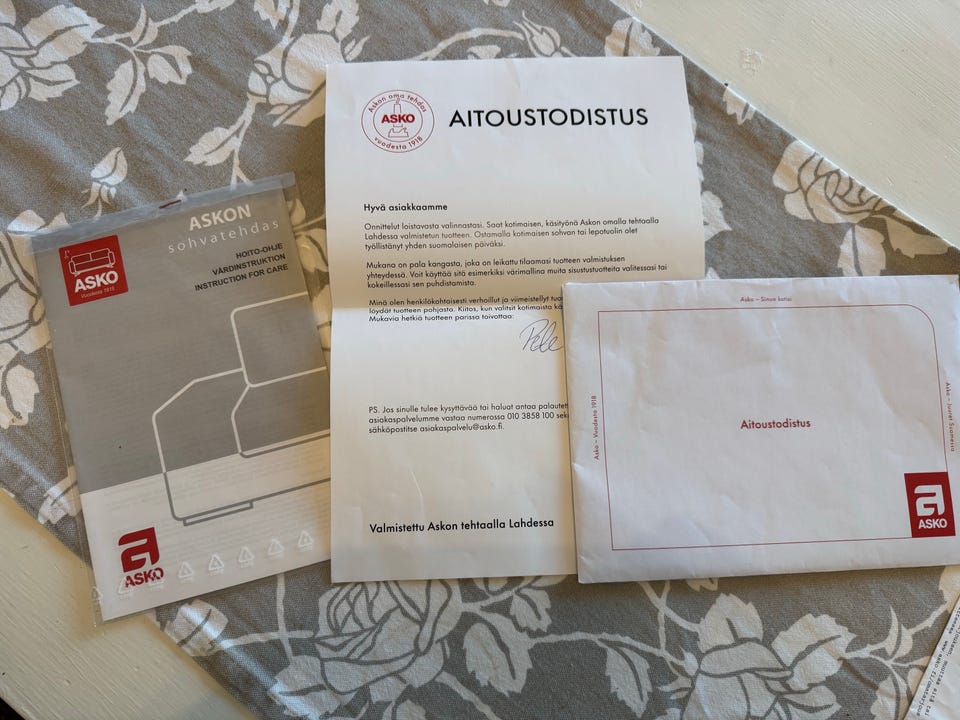 ASKON
sohvatehdas
HOITO-OHJE
VÅRDINSTRUKTION
INSTRUCTION FOR CARE
ASKO
Vuodesta 1918
ASKO
Askon oma tehdas
ASKO
vuodesta 1918
AITOUSTODISTUS
Hyvä asiakkaamme
Onnittelut loistavasta valinnastasi. Saat kotimaisen, käsityönä Askon omalla tehtaalla
Lahdessa valmistetun tuotteen. Ostamalla kotimaisen sohvan tai lepotuolin olet
työllistänyt yhden suomalaisen päiväksi.
Mukana on pala kangasta, joka on leikattu tilaamasi tuotteen valmistuksen
yhteydessä. Voit käyttää sitä esimerkiksi värimallina muita sisustustuotteita valitessasi tai
kokeillessasi sen puhdistamista.
Minä olen henkilökohtaisesti verhoillut ja viimeistellyt
löydät tuotteen pohjasta. Kiitos, kun valitsit kotimaista
Mukavia hetkiä tuotteen parissa toivottaa:
PS. Jos sinulle tulee kysyttävää tai haluat antaa
asiakaspalvelumme vastaa numerossa 010 3858 100
sähköpostitse asiakaspalvelu@asko.fi.
Valmistettu Askon tehtaalla Lahdessa
Asko – Sinun kotisi
Asko – Vuodesta 1918
Aitoustodistus
Asko – Juuret Suomessa
ASKO